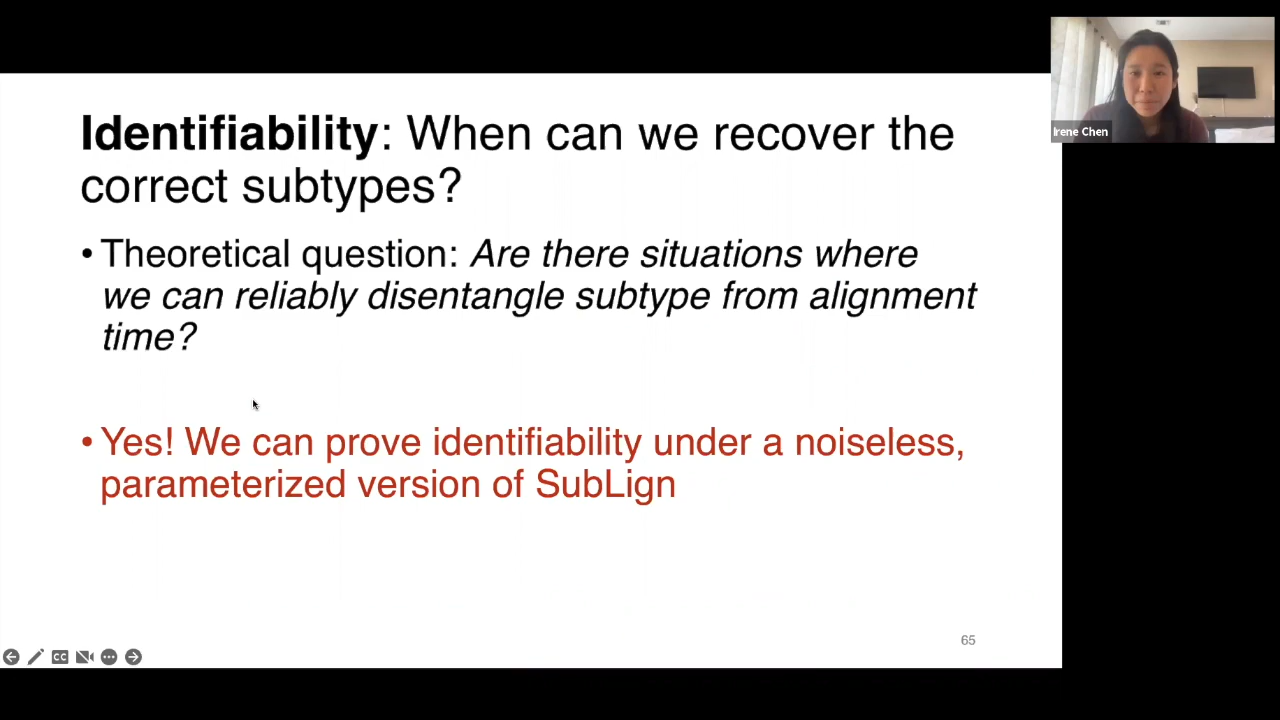 Identifiability: When can we recover the
correct subtypes?
• Theoretical question: Are there situations where
we can reliably disentangle subtype from alignment
time?
• Yes! We can prove identifiability under a noiseless,
parameterized version of SubLign
65
CC
Irene Chen